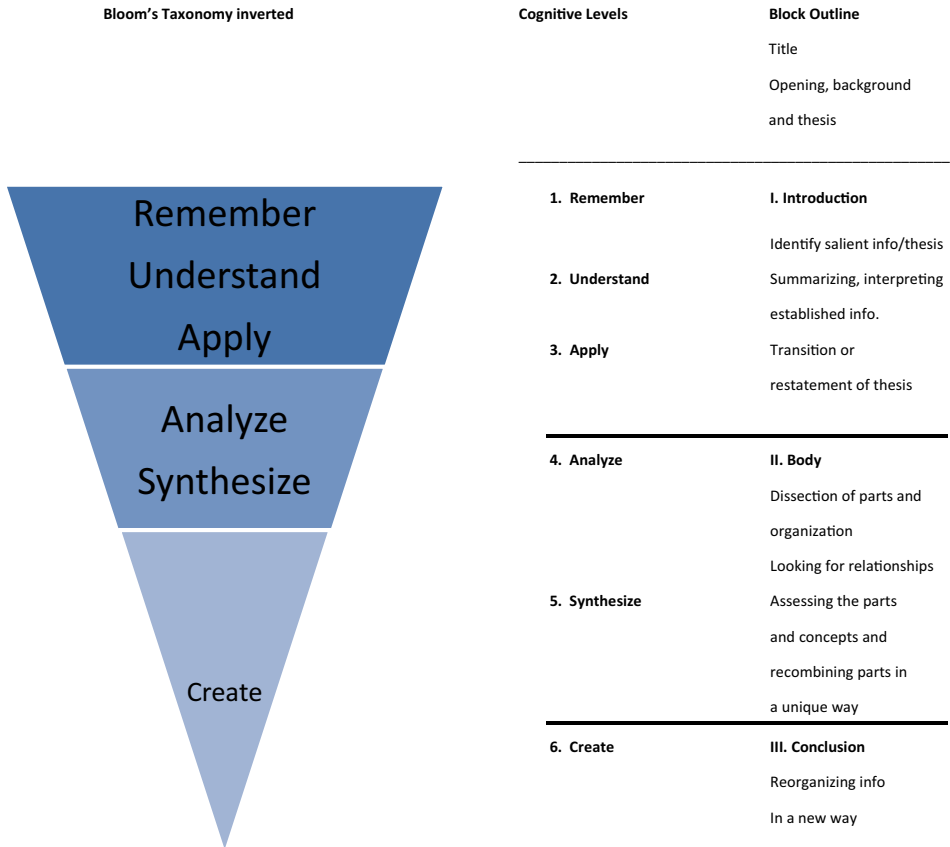 Bloom's Taxonomy inverted
Cognitive Levels
Block Outline
Title
Opening, background
and thesis
Remember
Understand
Apply
Analyze
Synthesize
Create
1. Remember
I. Introduction
Identify salient info/thesis
2. Understand
Summarizing, interpreting
established info.
3. Apply
Transition or
restatement of thesis
4. Analyze
II. Body
Dissection of parts and
organization
Looking for relationships
5. Synthesize
Assessing the parts
and concepts and
recombining parts in
a unique way
6. Create
III. Conclusion
Reorganizing info
In a new way